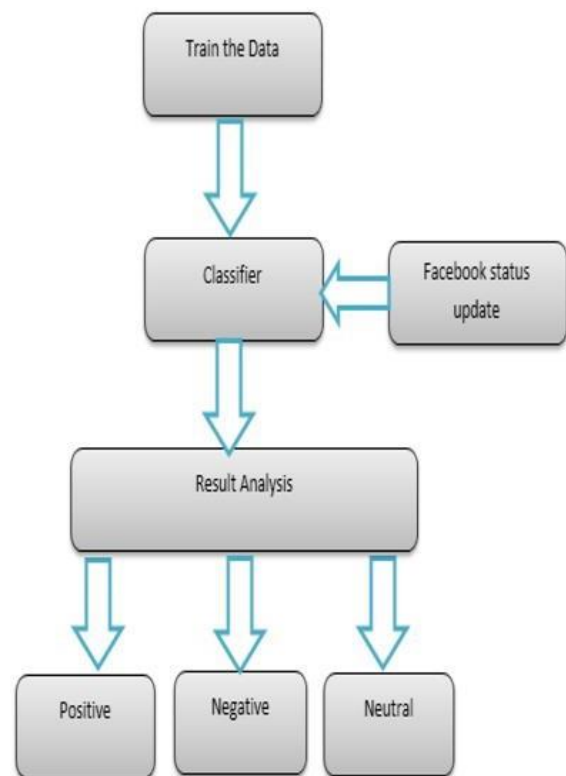 Train the Data
Classifier
Facebook status
update
Result Analysis
Positive
Negative
Neutral